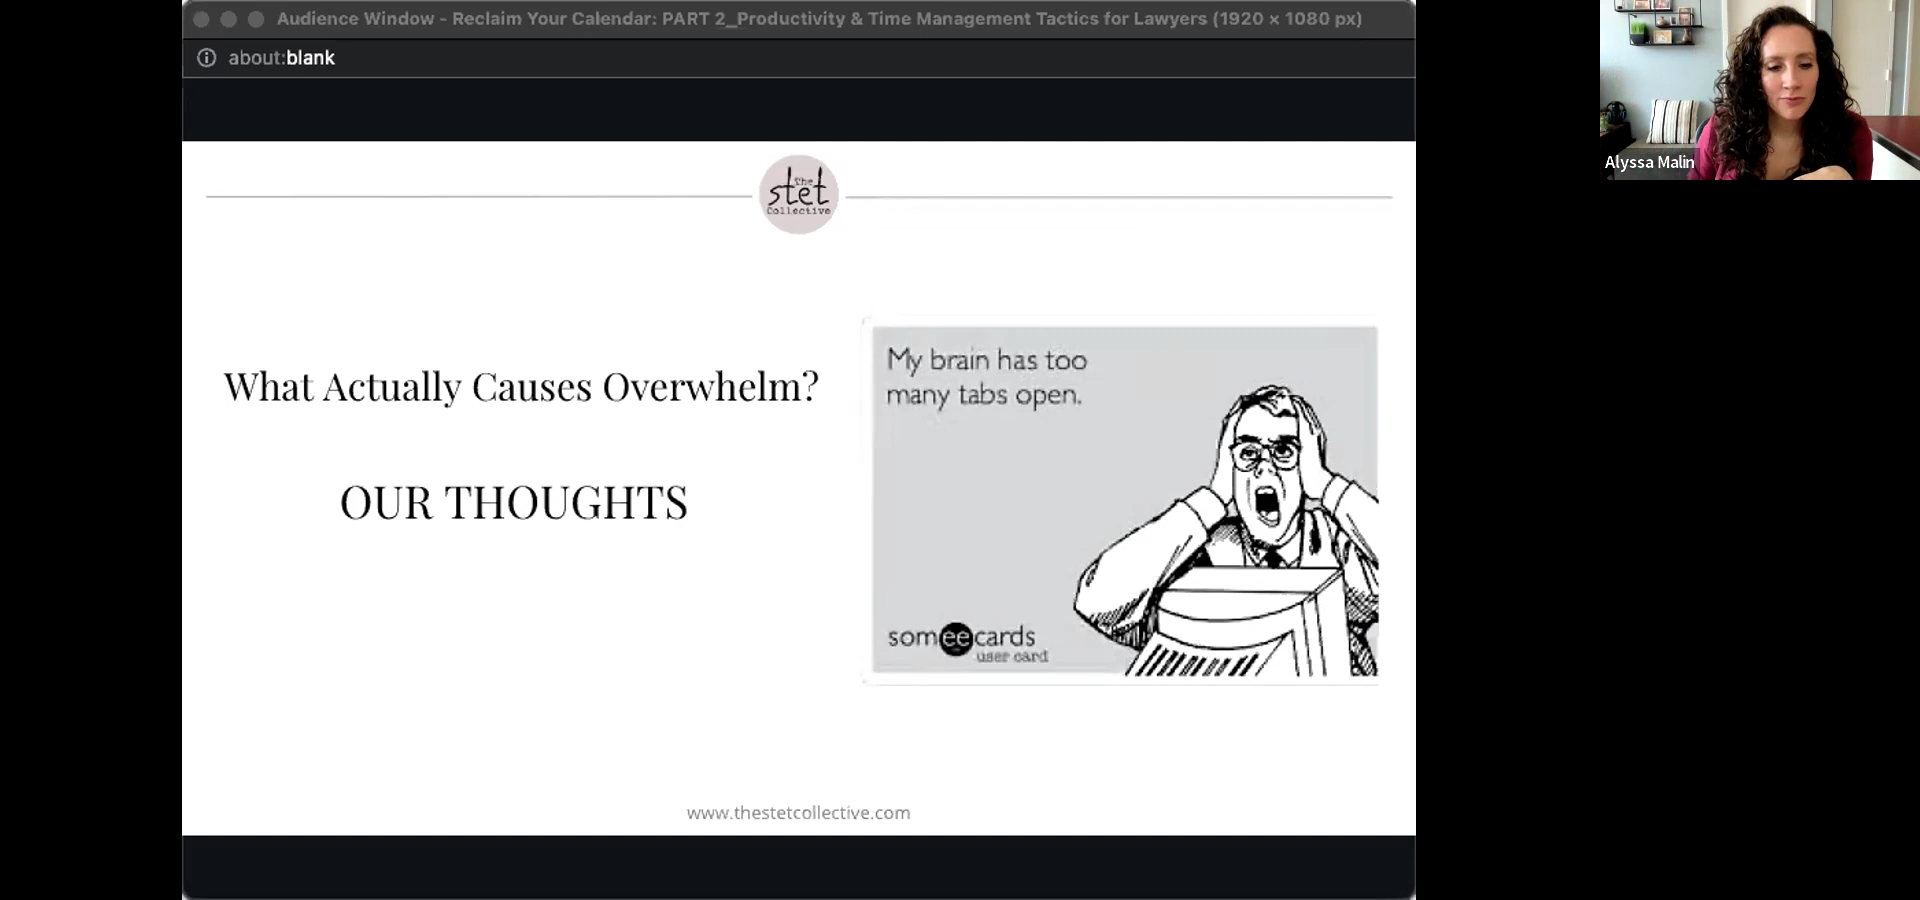 Audience Window - Reclaim Your Calendar: PART 2_Productivity & Time Management Tactics for Lawyers (1920 × 1080 px)
about:blank
The
stet
Collective
What Actually Causes Overwhelm?
OUR THOUGHTS
My brain has too
many tabs open.
someecards
user card
www.thestetcollective.com
Alyssa Malin